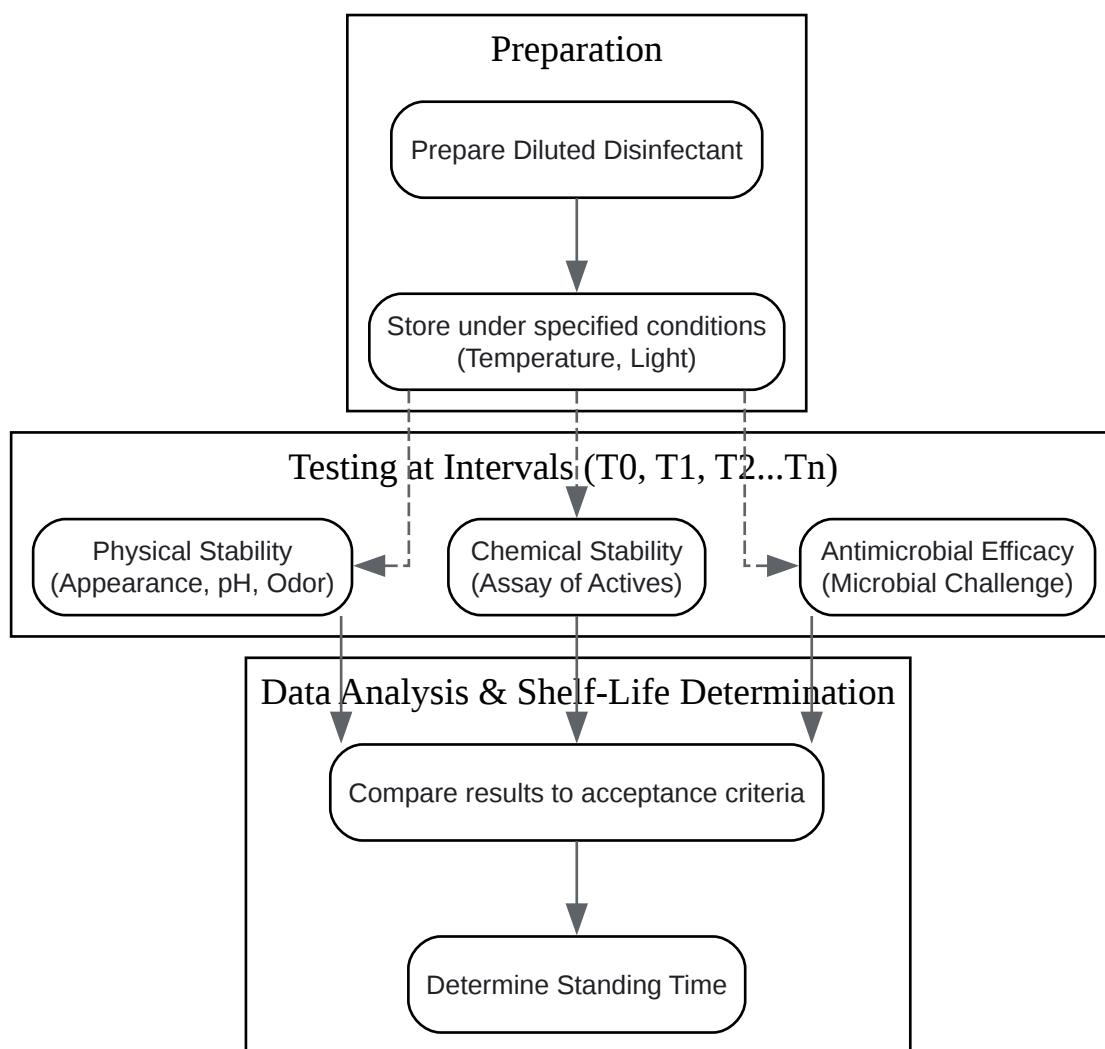 Preparation
Prepare Diluted Disinfectant
Store under specified conditions
(Temperature, Light)
Testing at Intervals (T0, T1, T2...Tn)
Physical Stability
(Appearance, pH, Odor)
Chemical Stability
(Assay of Actives)
Antimicrobial Efficacy
(Microbial Challenge)
Data Analysis & Shelf-Life Determination
Compare results to acceptance criteria
Determine Standing Time